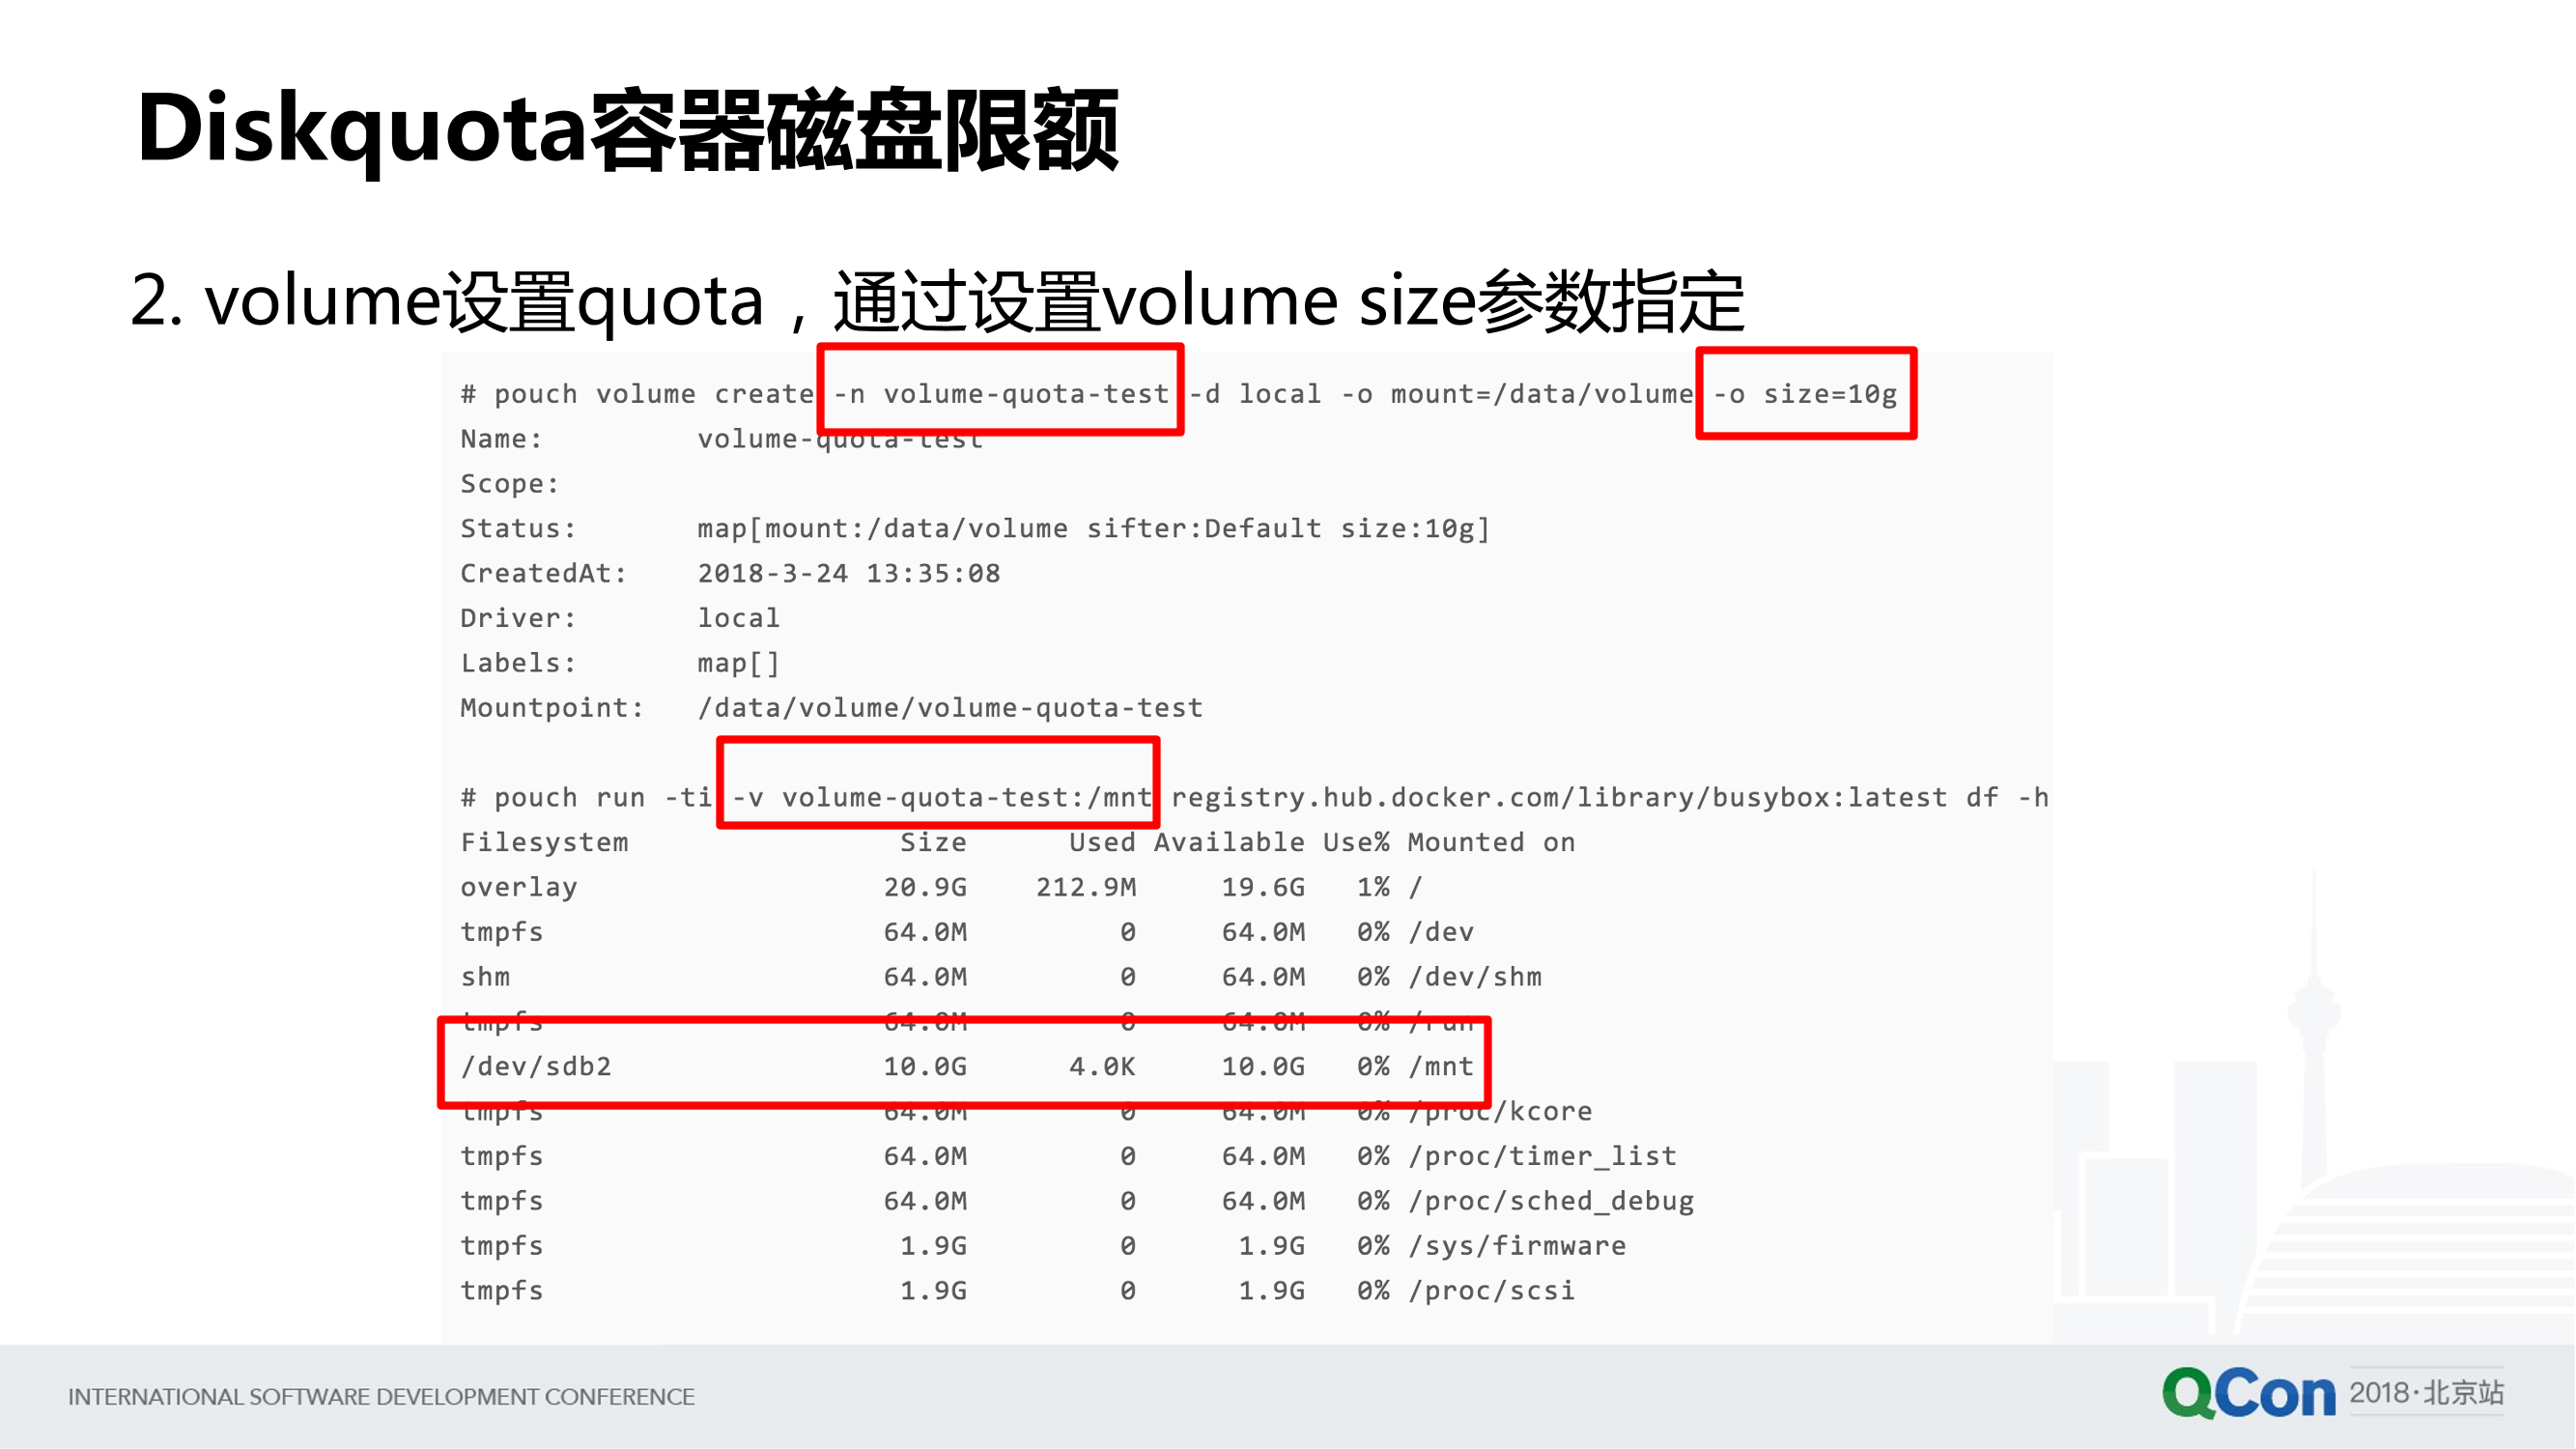 Diskquota容器磁盘限额
2. volume设置quota，通过设置volume size参数指定
# pouch volume create -n volume-quota-test -d local -o mount=/data/volume -o size=10g
Name: volume-quota-test
Scope:
Status: map[mount:/data/volume sifter:Default size:10g]
CreatedAt: 2018-3-24 13:35:08
Driver: local
Labels: map[]
Mountpoint: /data/volume/volume-quota-test
# pouch run -ti -v volume-quota-test:/mnt registry.hub.docker.com/library/busybox:latest df -h
Filesystem Size Used Available Use% Mounted on
overlay 20.9G 212.9M 19.6G 1% /
tmpfs 64.0M 0 64.0M 0% /dev
shm 64.0M 0 64.0M 0% /dev/shm
tmpfs 64.0M 0 64.0M 0% /run
/dev/sdb2 10.0G 4.0K 10.0G 0% /mnt
tmpfs 64.0M 0 64.0M 0% /proc/kcore
tmpfs 64.0M 0 64.0M 0% /proc/timer_list
tmpfs 64.0M 0 64.0M 0% /proc/sched_debug
tmpfs 1.9G 0 1.9G 0% /sys/firmware
tmpfs 1.9G 0 1.9G 0% /proc/scsi
INTERNATIONAL SOFTWARE DEVELOPMENT CONFERENCE
QCon 2018·北京站